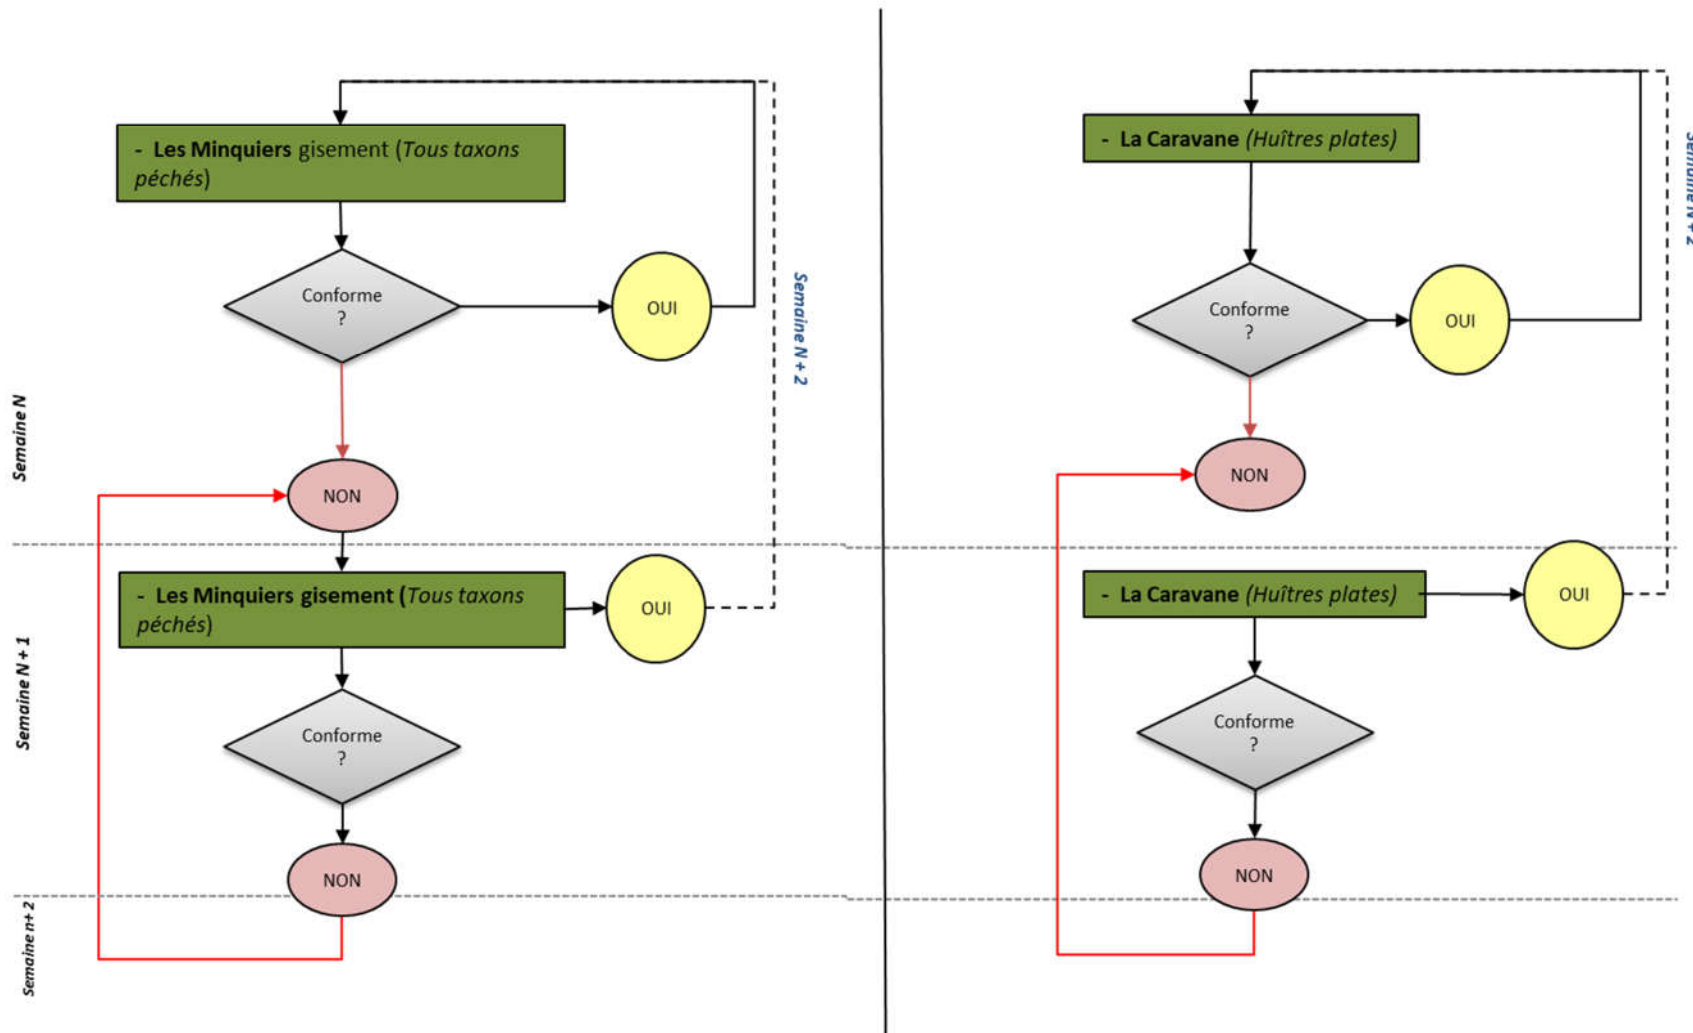 - Les Minquiers gisement (Tous taxons
péchés)
Conforme
?
OUI
Semaine N + 2
Semaine N
NON
- Les Minquiers gisement (Tous taxons
péchés)
OUI
Semaine N + 1
Conforme
?
NON
Semaine n+ 2
- La Caravane (Huîtres plates)
Semaine N + 2
Conforme
?
OUI
NON
- La Caravane (Huîtres plates)
OUI
Conforme
?
NON